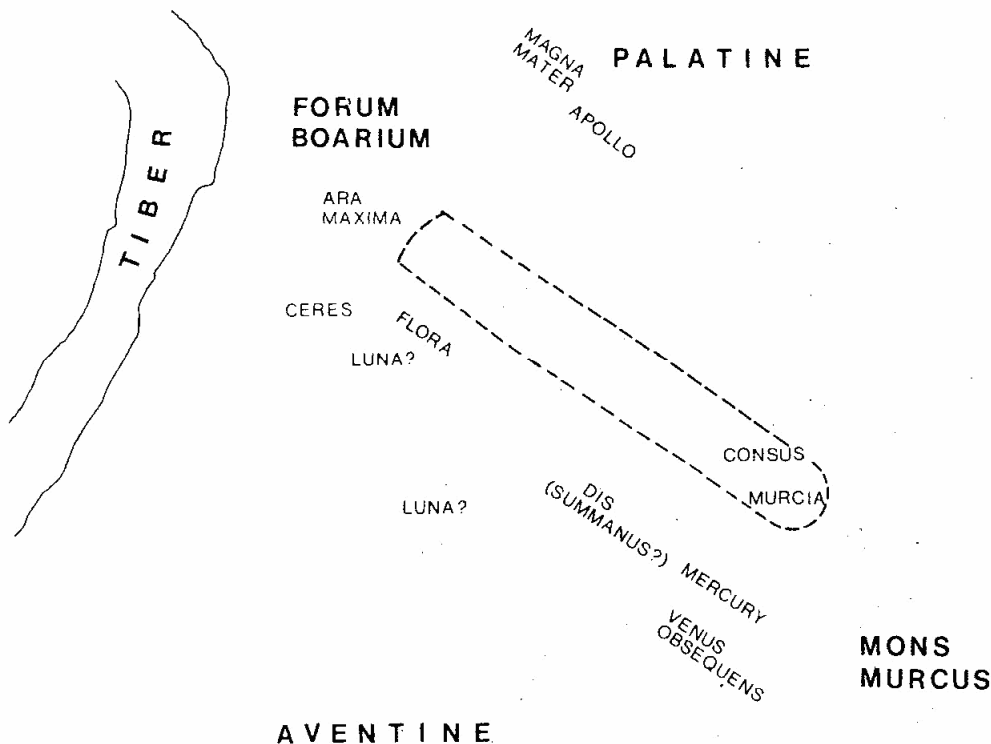 MAGNA
MATER
PALATINE
APOLLO
FORUM
BOARIUM
TIBER
ARA
MAXIMA
CERES
FLORA
LUNA?
CONSUS
MURCIA
LUNA?
DIS
(SUMMANUS?)
MERCURY
VENUS
OBSEQUENS
MONS
MURCUS
AVENTINE